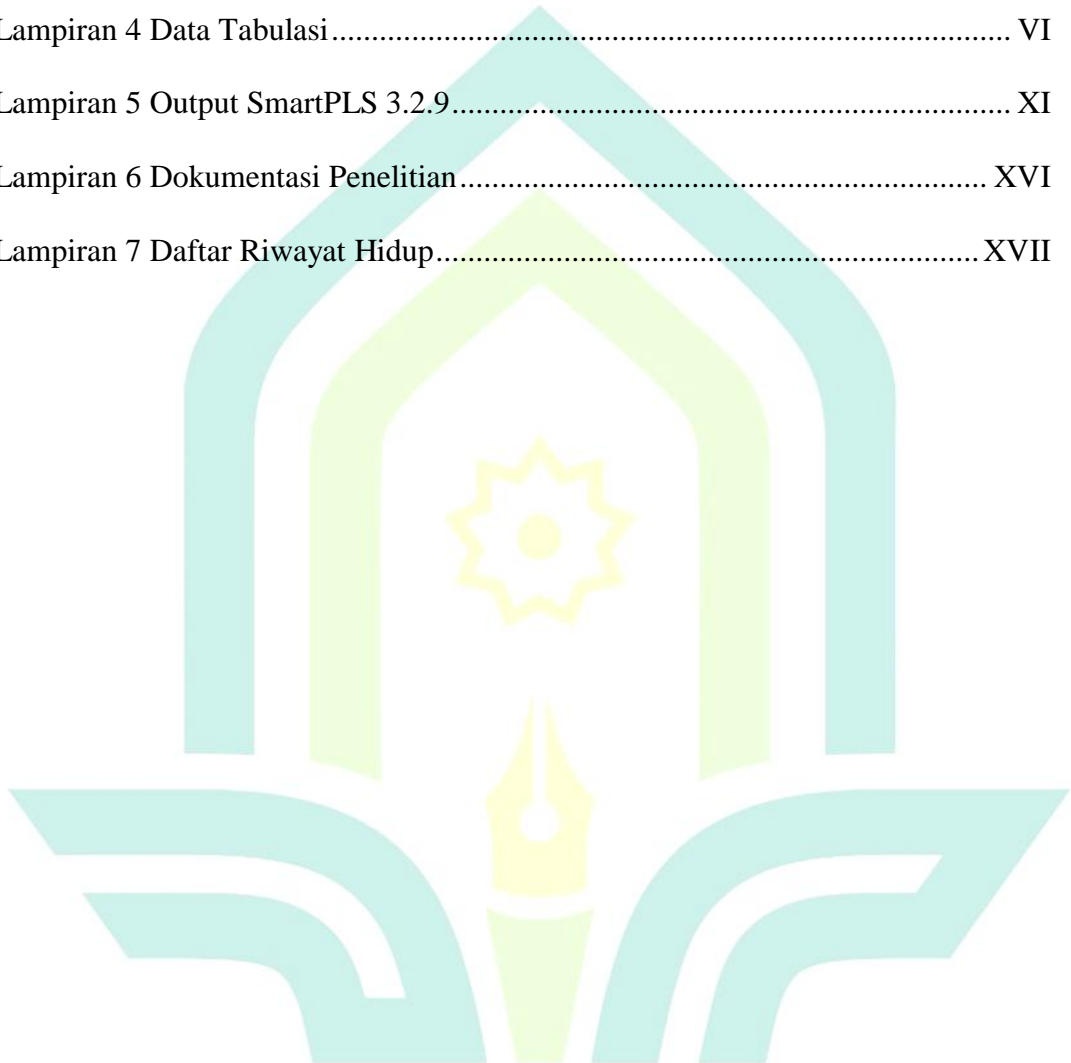 Lampiran 4 Data Tabulasi.................................................................................... VI
Lampiran 5 Output SmartPLS 3.2.9..................................................................... XI
Lampiran 6 Dokumentasi Penelitian.................................................................. XVI
Lampiran 7 Daftar Riwayat Hidup.................................................................... XVII